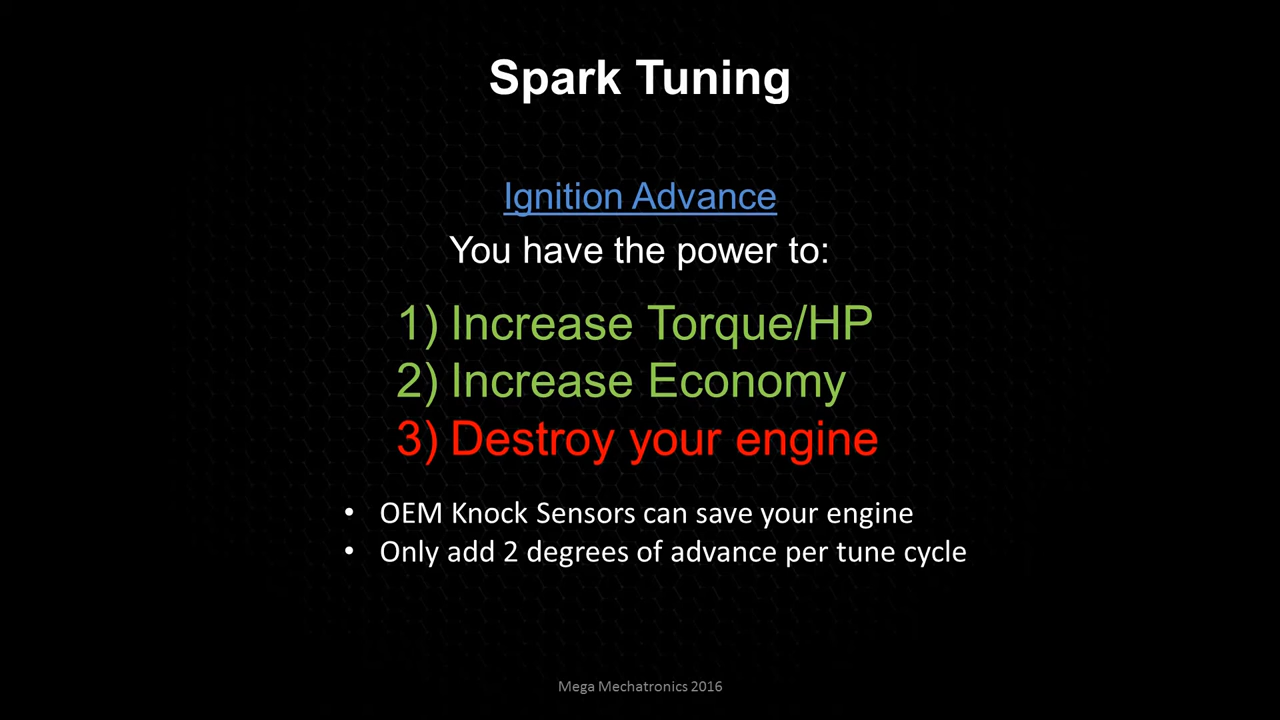 Spark Tuning
Ignition Advance
You have the power to:
1) Increase Torque/HP
2) Increase Economy
3) Destroy your engine
• OEM Knock Sensors can save your engine
• Only add 2 degrees of advance per tune cycle
Mega Mechatronics 2016